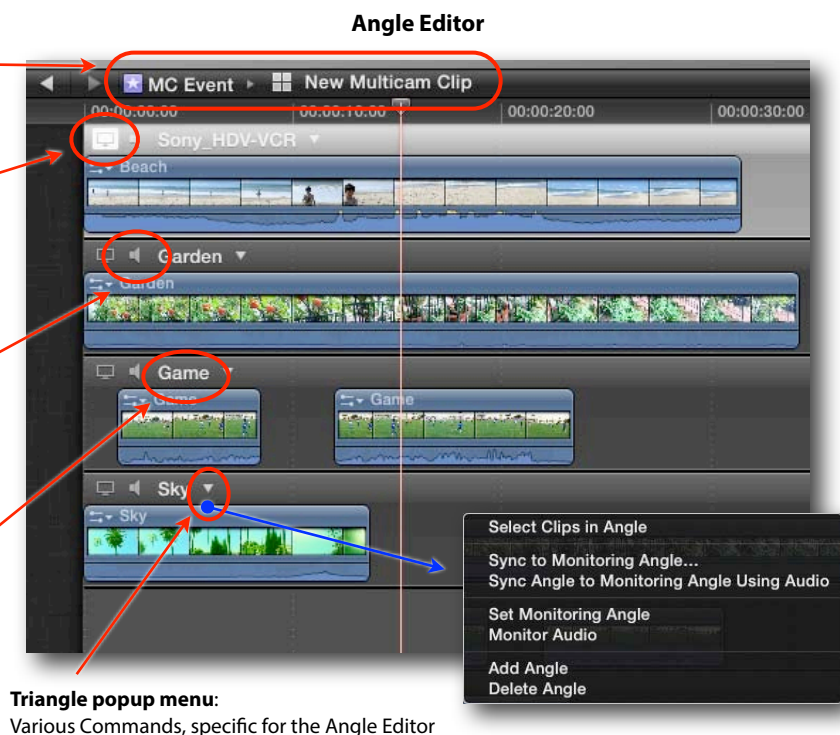 Angle Editor
MC Event New Multicam Clip
00:00:00:00 00:00:10:00 00:00:20:00 00:00:30:00
Sony_HDV-VCR
Beach
Garden
Garden
Game
Game Game
Sky
Sky
Select Clips in Angle
Sync to Monitoring Angle...
Sync Angle to Monitoring Angle Using Audio
Set Monitoring Angle
Monitor Audio
Add Angle
Delete Angle
Triangle popup menu:
Various Commands, specific for the Angle Editor